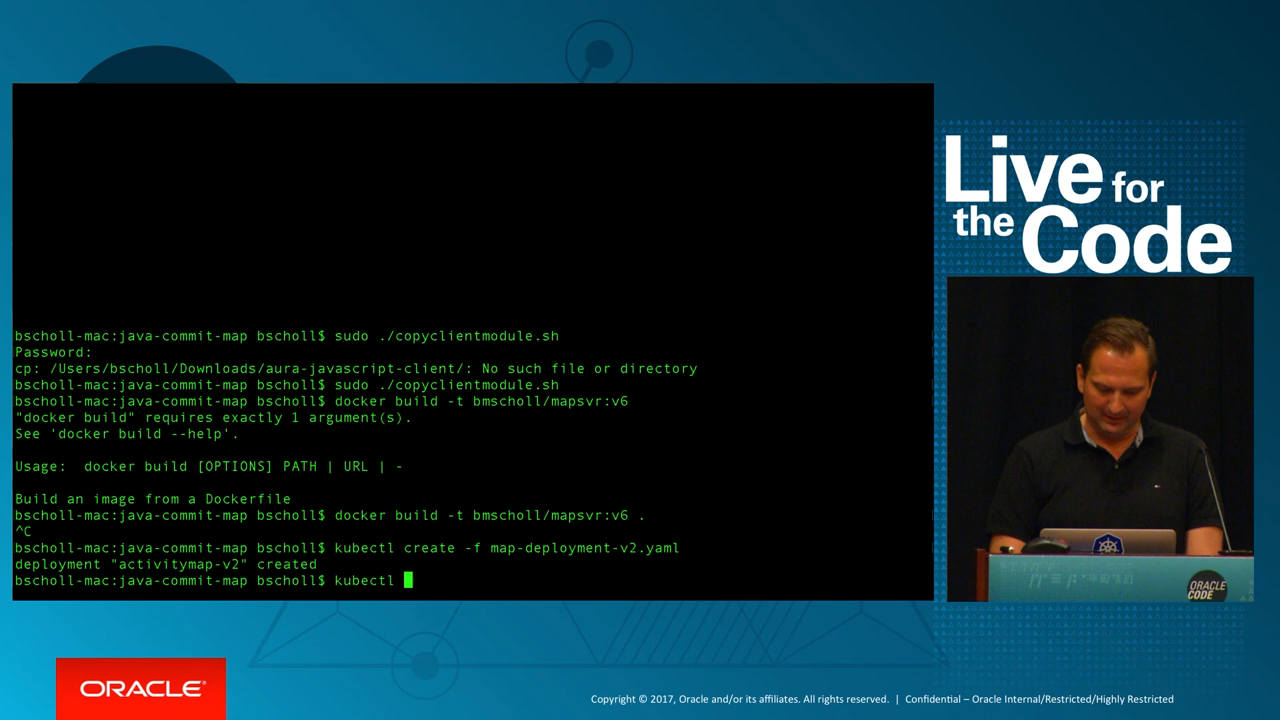 bscholl-mac:java-commit-map bscholl$ sudo ./copyclientmodule.sh
Password:
cp: /Users/bscholl/Downloads/aura-javascript-client/: No such file or directory
bscholl-mac:java-commit-map bscholl$ sudo ./copyclientmodule.sh
bscholl-mac:java-commit-map bscholl$ docker build -t bmscholl/mapsvr:v6
"docker build" requires exactly 1 argument(s).
See 'docker build --help'.
Usage:  docker build [OPTIONS] PATH | URL | -
Build an image from a Dockerfile
bscholl-mac:java-commit-map bscholl$ docker build -t bmscholl/mapsvr:v6 .
^C
bscholl-mac:java-commit-map bscholl$ kubectl create -f map-deployment-v2.yaml
deployment "activitymap-v2" created
bscholl-mac:java-commit-map bscholl$ kubectl
Live for
the Code
ORACLE
CODE
ORACLE®
Copyright © 2017, Oracle and/or its affiliates. All rights reserved. | Confidential – Oracle Internal/Restricted/Highly Restricted